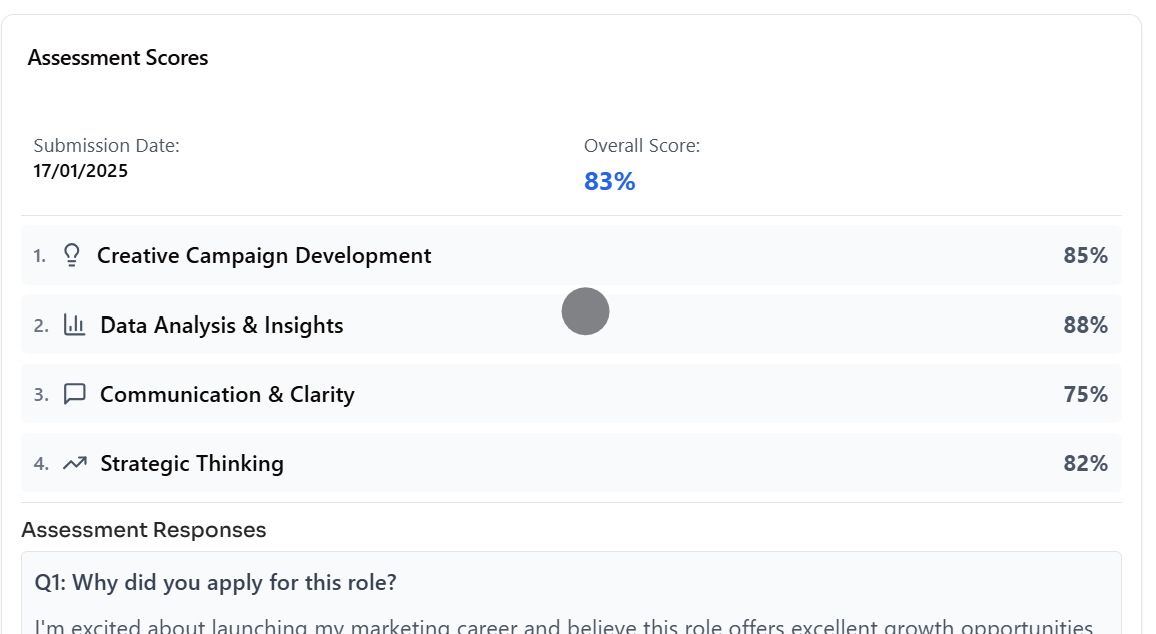 Assessment Scores
Submission Date:
17/01/2025
Overall Score:
83%
1. Creative Campaign Development 85%
2. Data Analysis & Insights 88%
3. Communication & Clarity 75%
4. Strategic Thinking 82%
Assessment Responses
Q1: Why did you apply for this role?
I'm excited about launching my marketing career and believe this role offers excellent growth opportunities